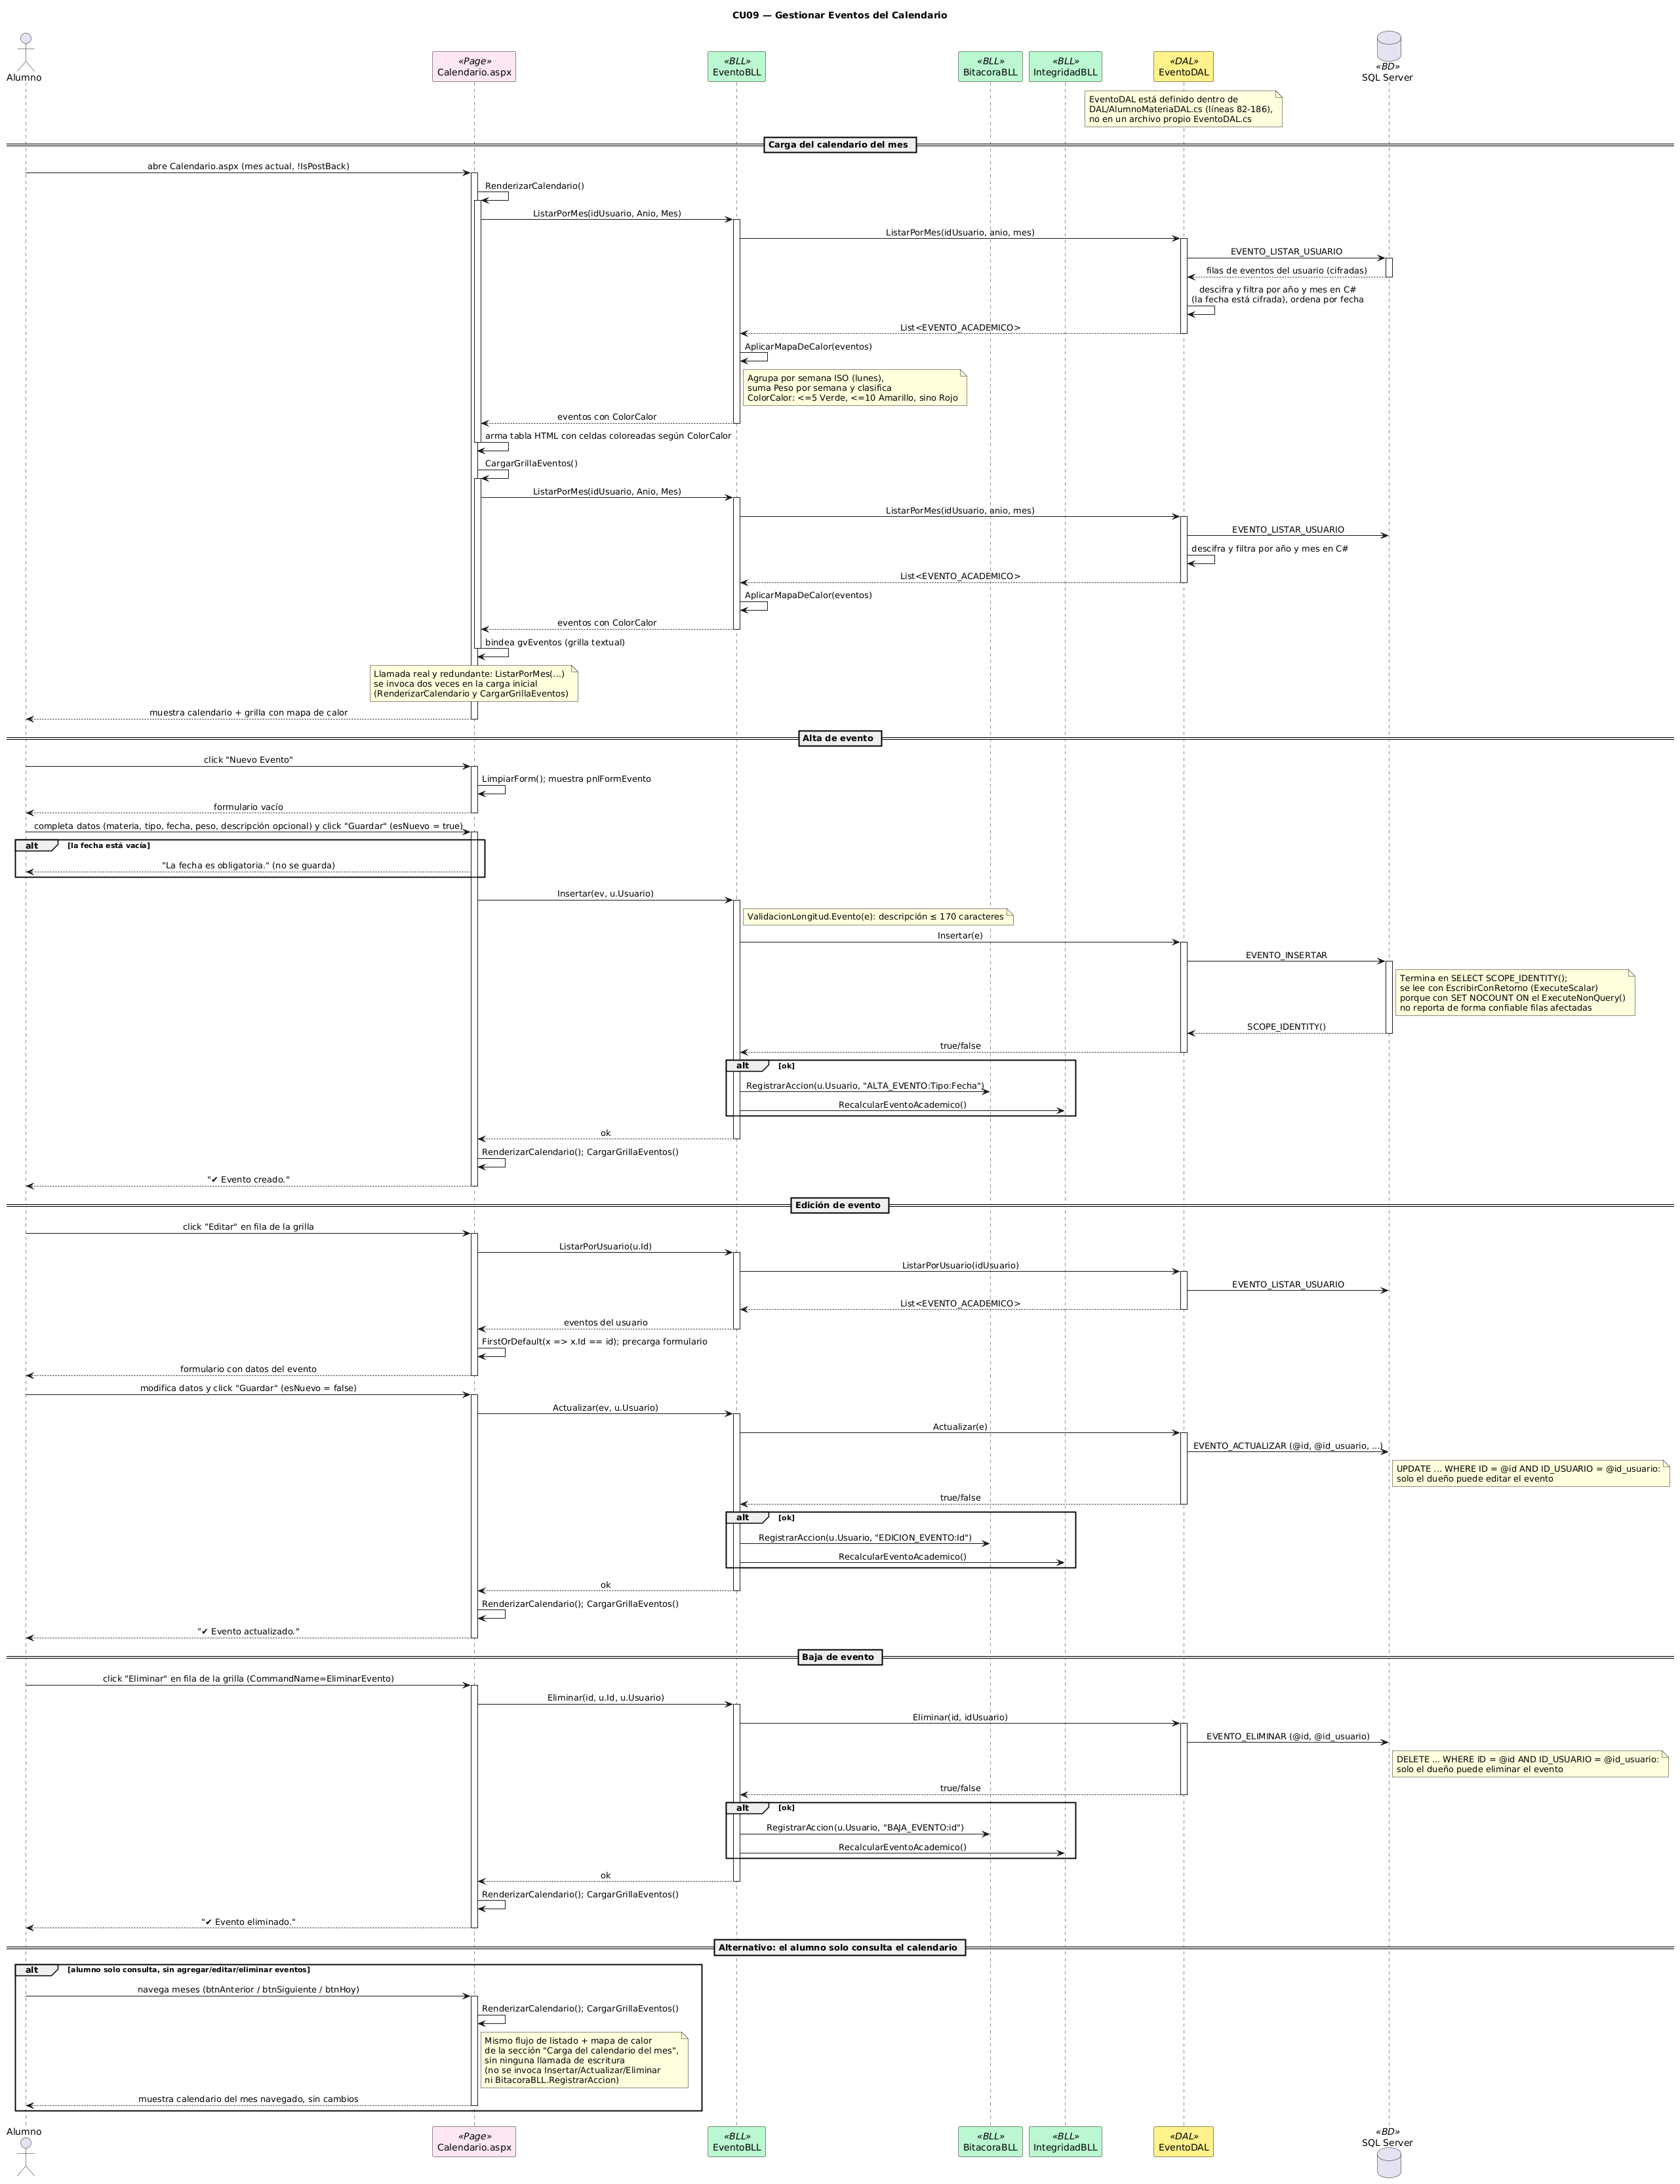 CU09 — Gestionar Eventos del Calendario
Alumno
«Page»
Calendario.aspx
«BLL»
EventoBLL
«BLL»
BitacoraBLL
«BLL»
IntegridadBLL
«DAL»
EventoDAL
«BD»
SQL Server
EventoDAL está definido dentro de
DAL/AlumnoMateriaDAL.cs (líneas 82-186),
no en un archivo propio EventoDAL.cs
Carga del calendario del mes
abre Calendario.aspx (mes actual, !IsPostBack)
RenderizarCalendario()
ListarPorMes(idUsuario, Anio, Mes)
ListarPorMes(idUsuario, anio, mes)
EVENTO_LISTAR_USUARIO
filas de eventos del usuario (cifradas)
descifra y filtra por año y mes en C#
(la fecha está cifrada), ordena por fecha
List<EVENTO_ACADEMICO>
AplicarMapaDeCalor(eventos)
Agrupa por semana ISO (lunes),
suma Peso por semana y clasifica
ColorCalor: <=5 Verde, <=10 Amarillo, sino Rojo
eventos con ColorCalor
arma tabla HTML con celdas coloreadas según ColorCalor
CargarGrillaEventos()
ListarPorMes(idUsuario, Anio, Mes)
ListarPorMes(idUsuario, anio, mes)
EVENTO_LISTAR_USUARIO
descifra y filtra por año y mes en C#
List<EVENTO_ACADEMICO>
AplicarMapaDeCalor(eventos)
eventos con ColorCalor
bindea gvEventos (grilla textual)
Llamada real y redundante: ListarPorMes(...)
se invoca dos veces en la carga inicial
(RenderizarCalendario y CargarGrillaEventos)
muestra calendario + grilla con mapa de calor
Alta de evento
click "Nuevo Evento"
LimpiarForm(); muestra pnlFormEvento
formulario vacío
completa datos (materia, tipo, fecha, peso, descripción opcional) y click "Guardar" (esNuevo = true)
alt [la fecha está vacía]
"La fecha es obligatoria." (no se guarda)
Insertar(ev, u.Usuario)
ValidacionLongitud.Evento(e): descripción ≤ 170 caracteres
Insertar(e)
EVENTO_INSERTAR
Termina en SELECT SCOPE_IDENTITY();
se lee con EscribirConRetorno (ExecuteScalar)
porque con SET NOCOUNT ON el ExecuteNonQuery()
no reporta de forma confiable filas afectadas
SCOPE_IDENTITY()
true/false
alt [ok]
RegistrarAccion(u.Usuario, "ALTA_EVENTO:Tipo:Fecha")
RecalcularEventoAcademico()
ok
RenderizarCalendario(); CargarGrillaEventos()
"✔ Evento creado."
Edición de evento
click "Editar" en fila de la grilla
ListarPorUsuario(u.Id)
ListarPorUsuario(idUsuario)
EVENTO_LISTAR_USUARIO
List<EVENTO_ACADEMICO>
eventos del usuario
FirstOrDefault(x => x.Id == id); precarga formulario
formulario con datos del evento
modifica datos y click "Guardar" (esNuevo = false)
Actualizar(ev, u.Usuario)
Actualizar(e)
EVENTO_ACTUALIZAR (@id, @id_usuario, ...)
UPDATE ... WHERE ID = @id AND ID_USUARIO = @id_usuario:
solo el dueño puede editar el evento
true/false
alt [ok]
RegistrarAccion(u.Usuario, "EDICION_EVENTO:Id")
RecalcularEventoAcademico()
ok
RenderizarCalendario(); CargarGrillaEventos()
"✔ Evento actualizado."
Baja de evento
click "Eliminar" en fila de la grilla (CommandName=EliminarEvento)
Eliminar(id, u.Id, u.Usuario)
Eliminar(id, idUsuario)
EVENTO_ELIMINAR (@id, @id_usuario)
DELETE ... WHERE ID = @id AND ID_USUARIO = @id_usuario:
solo el dueño puede eliminar el evento
true/false
alt [ok]
RegistrarAccion(u.Usuario, "BAJA_EVENTO:id")
RecalcularEventoAcademico()
ok
RenderizarCalendario(); CargarGrillaEventos()
"✔ Evento eliminado."
Alternativo: el alumno solo consulta el calendario
alt [alumno solo consulta, sin agregar/editar/eliminar eventos]
navega meses (btnAnterior / btnSiguiente / btnHoy)
RenderizarCalendario(); CargarGrillaEventos()
Mismo flujo de listado + mapa de calor
de la sección "Carga del calendario del mes",
sin ninguna llamada de escritura
(no se invoca Insertar/Actualizar/Eliminar
ni BitacoraBLL.RegistrarAccion)
muestra calendario del mes navegado, sin cambios
Alumno
«Page»
Calendario.aspx
«BLL»
EventoBLL
«BLL»
BitacoraBLL
«BLL»
IntegridadBLL
«DAL»
EventoDAL
«BD»
SQL Server